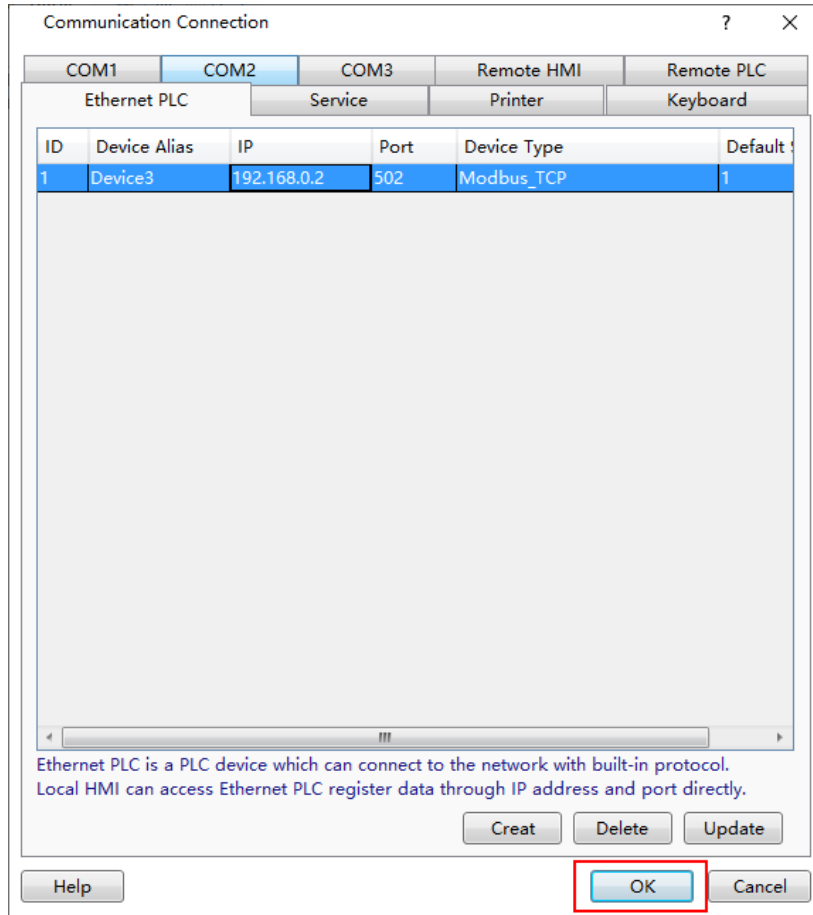 Communication Connection ? ×
COM1 COM2 COM3 Remote HMI Remote PLC
Ethernet PLC Service Printer Keyboard
ID Device Alias IP Port Device Type Default
1 Device3 192.168.0.2 502 Modbus_TCP 1
Ethernet PLC is a PLC device which can connect to the network with built-in protocol.
Local HMI can access Ethernet PLC register data through IP address and port directly.
Creat Delete Update
Help OK Cancel